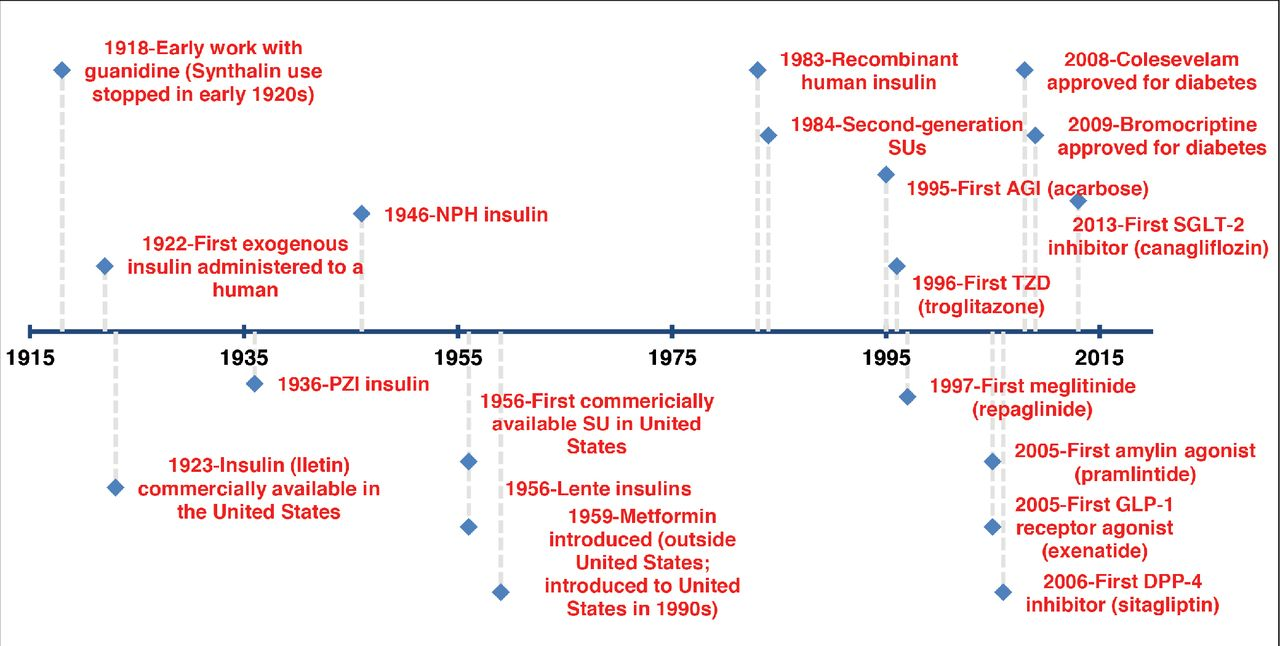 1918-Early work with
guanidine (Synthalin use
stopped in early 1920s)
1922-First exogenous
insulin administered to a
human
1946-NPH insulin
1983-Recombinant
human insulin
1984-Second-generation
SUs
1995-First AGI (acarbose)
1996-First TZD
(troglitazone)
2008-Colesevelam
approved for diabetes
2009-Bromocriptine
approved for diabetes
2013-First SGLT-2
inhibitor (canagliflozin)
1915
1935
1955
1975
1995
2015
1923-Insulin (Iletin)
commercially available in
the United States
1936-PZI insulin
1956-First commericially
available SU in United
States
1956-Lente insulins
1959-Metformin
introduced (outside
United States;
introduced to United
States in 1990s)
1997-First meglitinide
(repaglinide)
2005-First amylin agonist
(pramlintide)
2005-First GLP-1
receptor agonist
(exenatide)
2006-First DPP-4
inhibitor (sitagliptin)